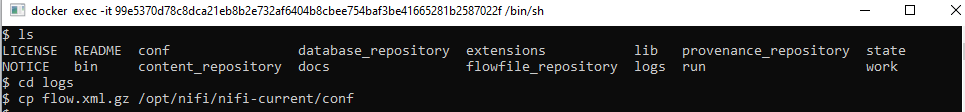 docker exec -it 99e5370d78c8dca21eb8b2e732af6404b8cbee754baf3be41665281b2587022f /bin/sh
$ ls
LICENSE README conf database_repository extensions lib provenance_repository state
NOTICE bin content_repository docs flowfile_repository logs run work
$ cd logs
$ cp flow.xml.gz /opt/nifi/nifi-current/conf
$